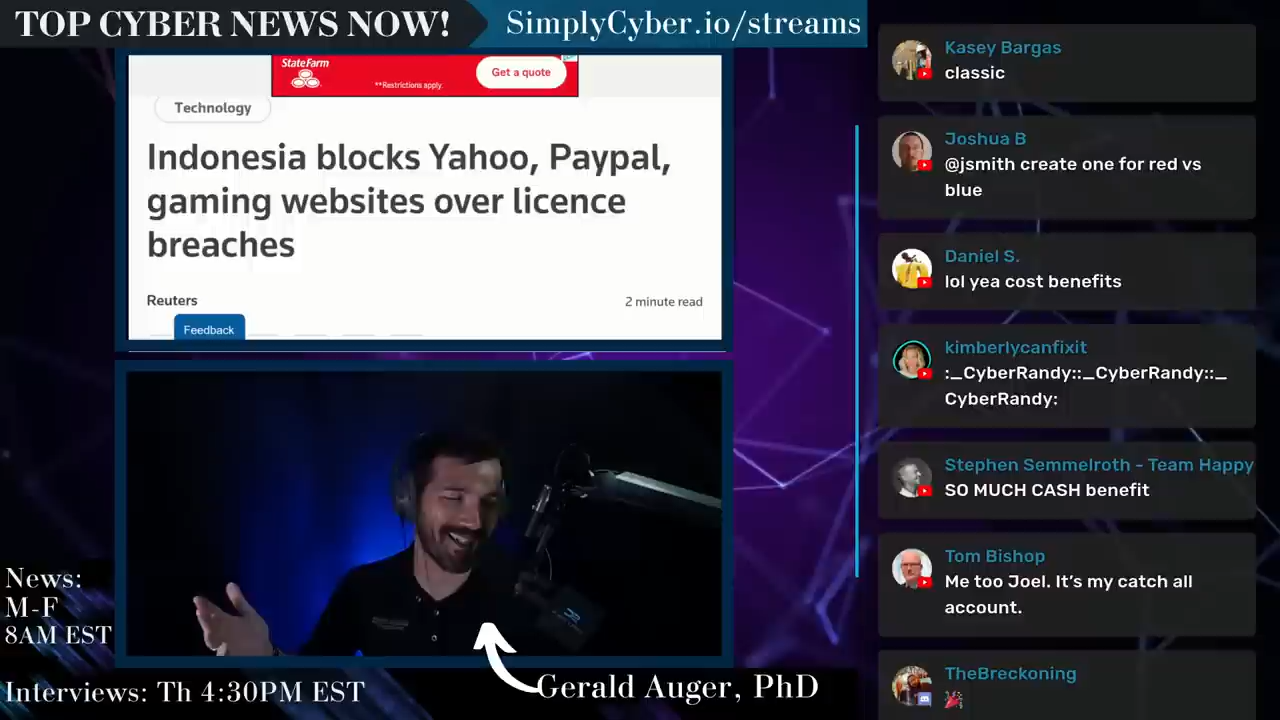 TOP CYBER NEWS NOW!
SimplyCyber.io/streams
StateFarm
**Restrictions apply.
Get a quote
Technology
Indonesia blocks Yahoo, Paypal,
gaming websites over licence
breaches
Reuters
2 minute read
Feedback
News:
M-F
8AM EST
Interviews: Th 4:30PM EST
Gerald Auger, PhD
Kasey Bargas
classic
Joshua B
@jsmith create one for red vs
blue
Daniel S.
lol yea cost benefits
kimberlycanfixit
:_CyberRandy::_CyberRandy::_
CyberRandy:
Stephen Semmelroth - Team Happy
SO MUCH CASH benefit
Tom Bishop
Me too Joel. It’s my catch all
account.
TheBreckoning